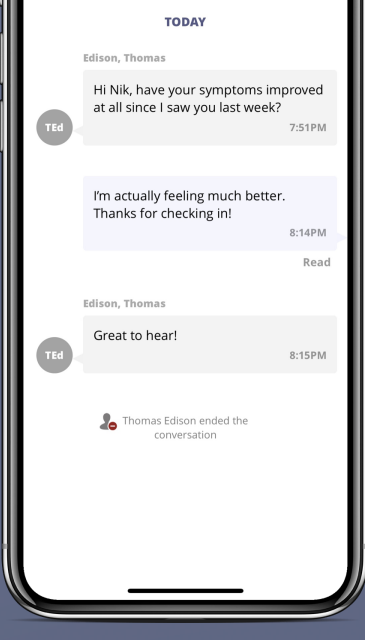 TODAY
Edison, Thomas
Hi Nik, have your symptoms improved
at all since I saw you last week?
TEd
7:51PM
I'm actually feeling much better.
Thanks for checking in!
8:14PM
Read
Edison, Thomas
Great to hear!
TEd
8:15PM
Thomas Edison ended the
conversation